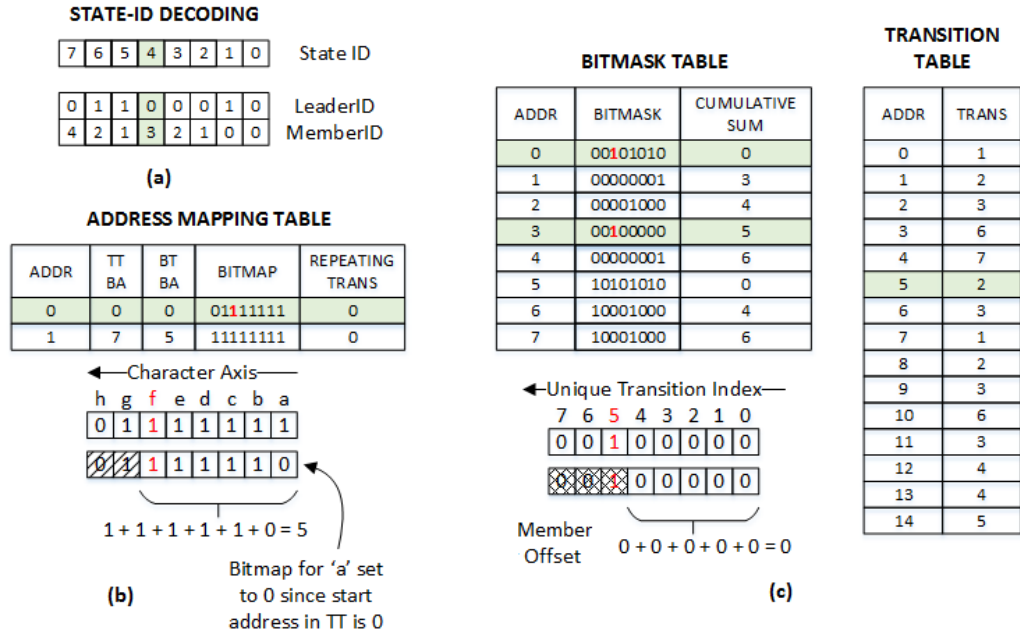 STATE-ID DECODING
7 6 5 4 3 2 1 0 State ID
0 1 1 0 0 0 1 0 LeaderID
4 2 1 3 2 1 0 0 MemberID
(a)
ADDRESS MAPPING TABLE
ADDR TT BA BT BA BITMAP REPEATING TRANS
0 0 0 01111111 0
1 7 5 11111111 0
Character Axis
h g f e d c b a
0 1 1 1 1 1 1 1
0 1 1 1 1 1 1 0
1 + 1 + 1 + 1 + 1 + 0 = 5
Bitmap for 'a' set
to 0 since start
address in TT is 0
(b)
BITMASK TABLE
ADDR BITMASK CUMULATIVE SUM
0 00101010 0
1 00000001 3
2 00001000 4
3 00100000 5
4 00000001 6
5 10101010 0
6 10001000 4
7 10001000 6
Unique Transition Index
7 6 5 4 3 2 1 0
0 0 1 0 0 0 0 0
0 0 1 0 0 0 0 0
Member
Offset
0 + 0 + 0 + 0 + 0 = 0
(c)
TRANSITION
TABLE
ADDR TRANS
0 1
1 2
2 3
3 6
4 7
5 2
6 3
7 1
8 2
9 3
10 6
11 3
12 4
13 4
14 5